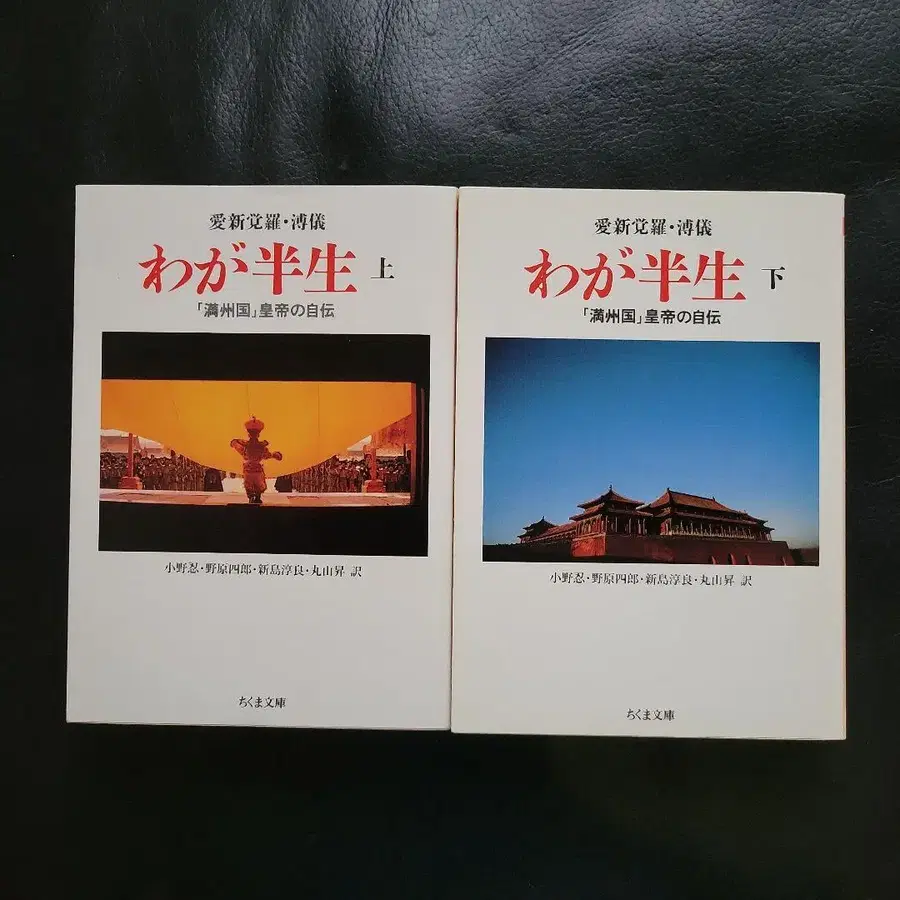 愛新覚羅・溥儀
わが半生 上
「満州国」皇帝の自伝
小野忍・野原四郎・新島淳良・丸山昇 訳
ちくま文庫
愛新覚羅・溥儀
わが半生 下
「満州国」皇帝の自伝
小野忍・野原四郎・新島淳良・丸山昇 訳
ちくま文庫